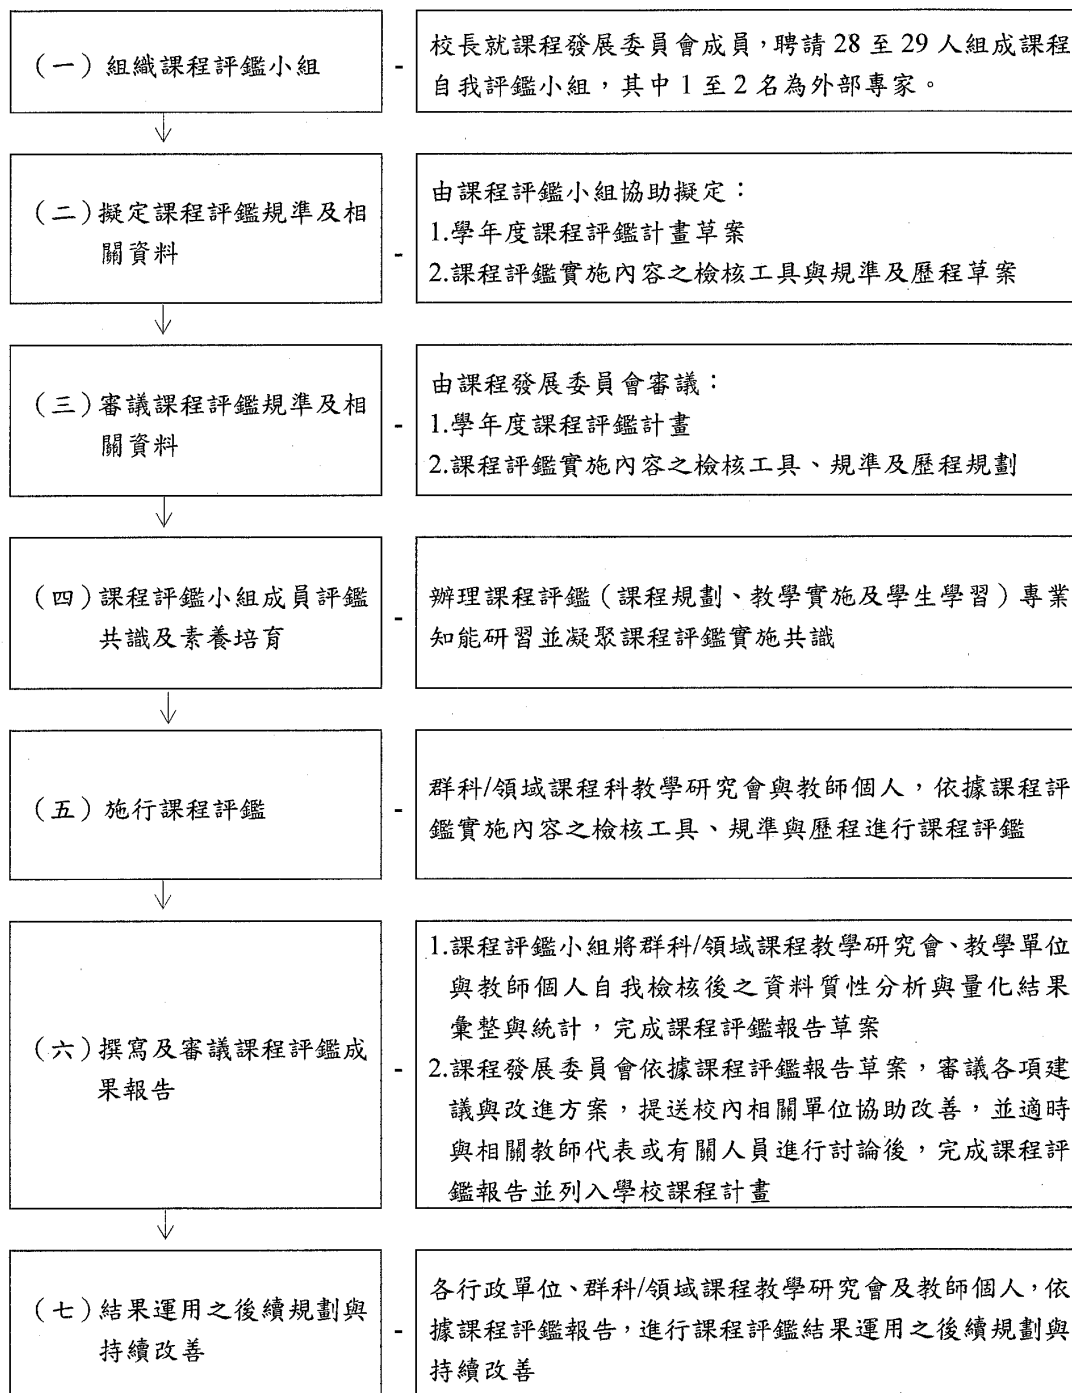 （一）組織課程評鑑小組
-
校長就課程發展委員會成員，聘請 28 至 29 人組成課程
自我評鑑小組，其中 1 至 2 名為外部專家。
（二）擬定課程評鑑規準及相
關資料
-
由課程評鑑小組協助擬定：
1.學年度課程評鑑計畫草案
2.課程評鑑實施內容之檢核工具與規準及歷程草案
（三）審議課程評鑑規準及相
關資料
-
由課程發展委員會審議：
1.學年度課程評鑑計畫
2.課程評鑑實施內容之檢核工具、規準及歷程規劃
（四）課程評鑑小組成員評鑑
共識及素養培育
-
辦理課程評鑑（課程規劃、教學實施及學生學習）專業
知能研習並凝聚課程評鑑實施共識
（五）施行課程評鑑
-
群科/領域課程科教學研究會與教師個人，依據課程評
鑑實施內容之檢核工具、規準與歷程進行課程評鑑
（六）撰寫及審議課程評鑑成
果報告
-
1.課程評鑑小組將群科/領域課程教學研究會、教學單位
與教師個人自我檢核後之資料質性分析與量化結果
彙整與統計，完成課程評鑑報告草案
2.課程發展委員會依據課程評鑑報告草案，審議各項建
議與改進方案，提送校內相關單位協助改善，並適時
與相關教師代表或有關人員進行討論後，完成課程評
鑑報告並列入學校課程計畫
（七）結果運用之後續規劃與
持續改善
-
各行政單位、群科/領域課程教學研究會及教師個人，依
據課程評鑑報告，進行課程評鑑結果運用之後續規劃與
持續改善